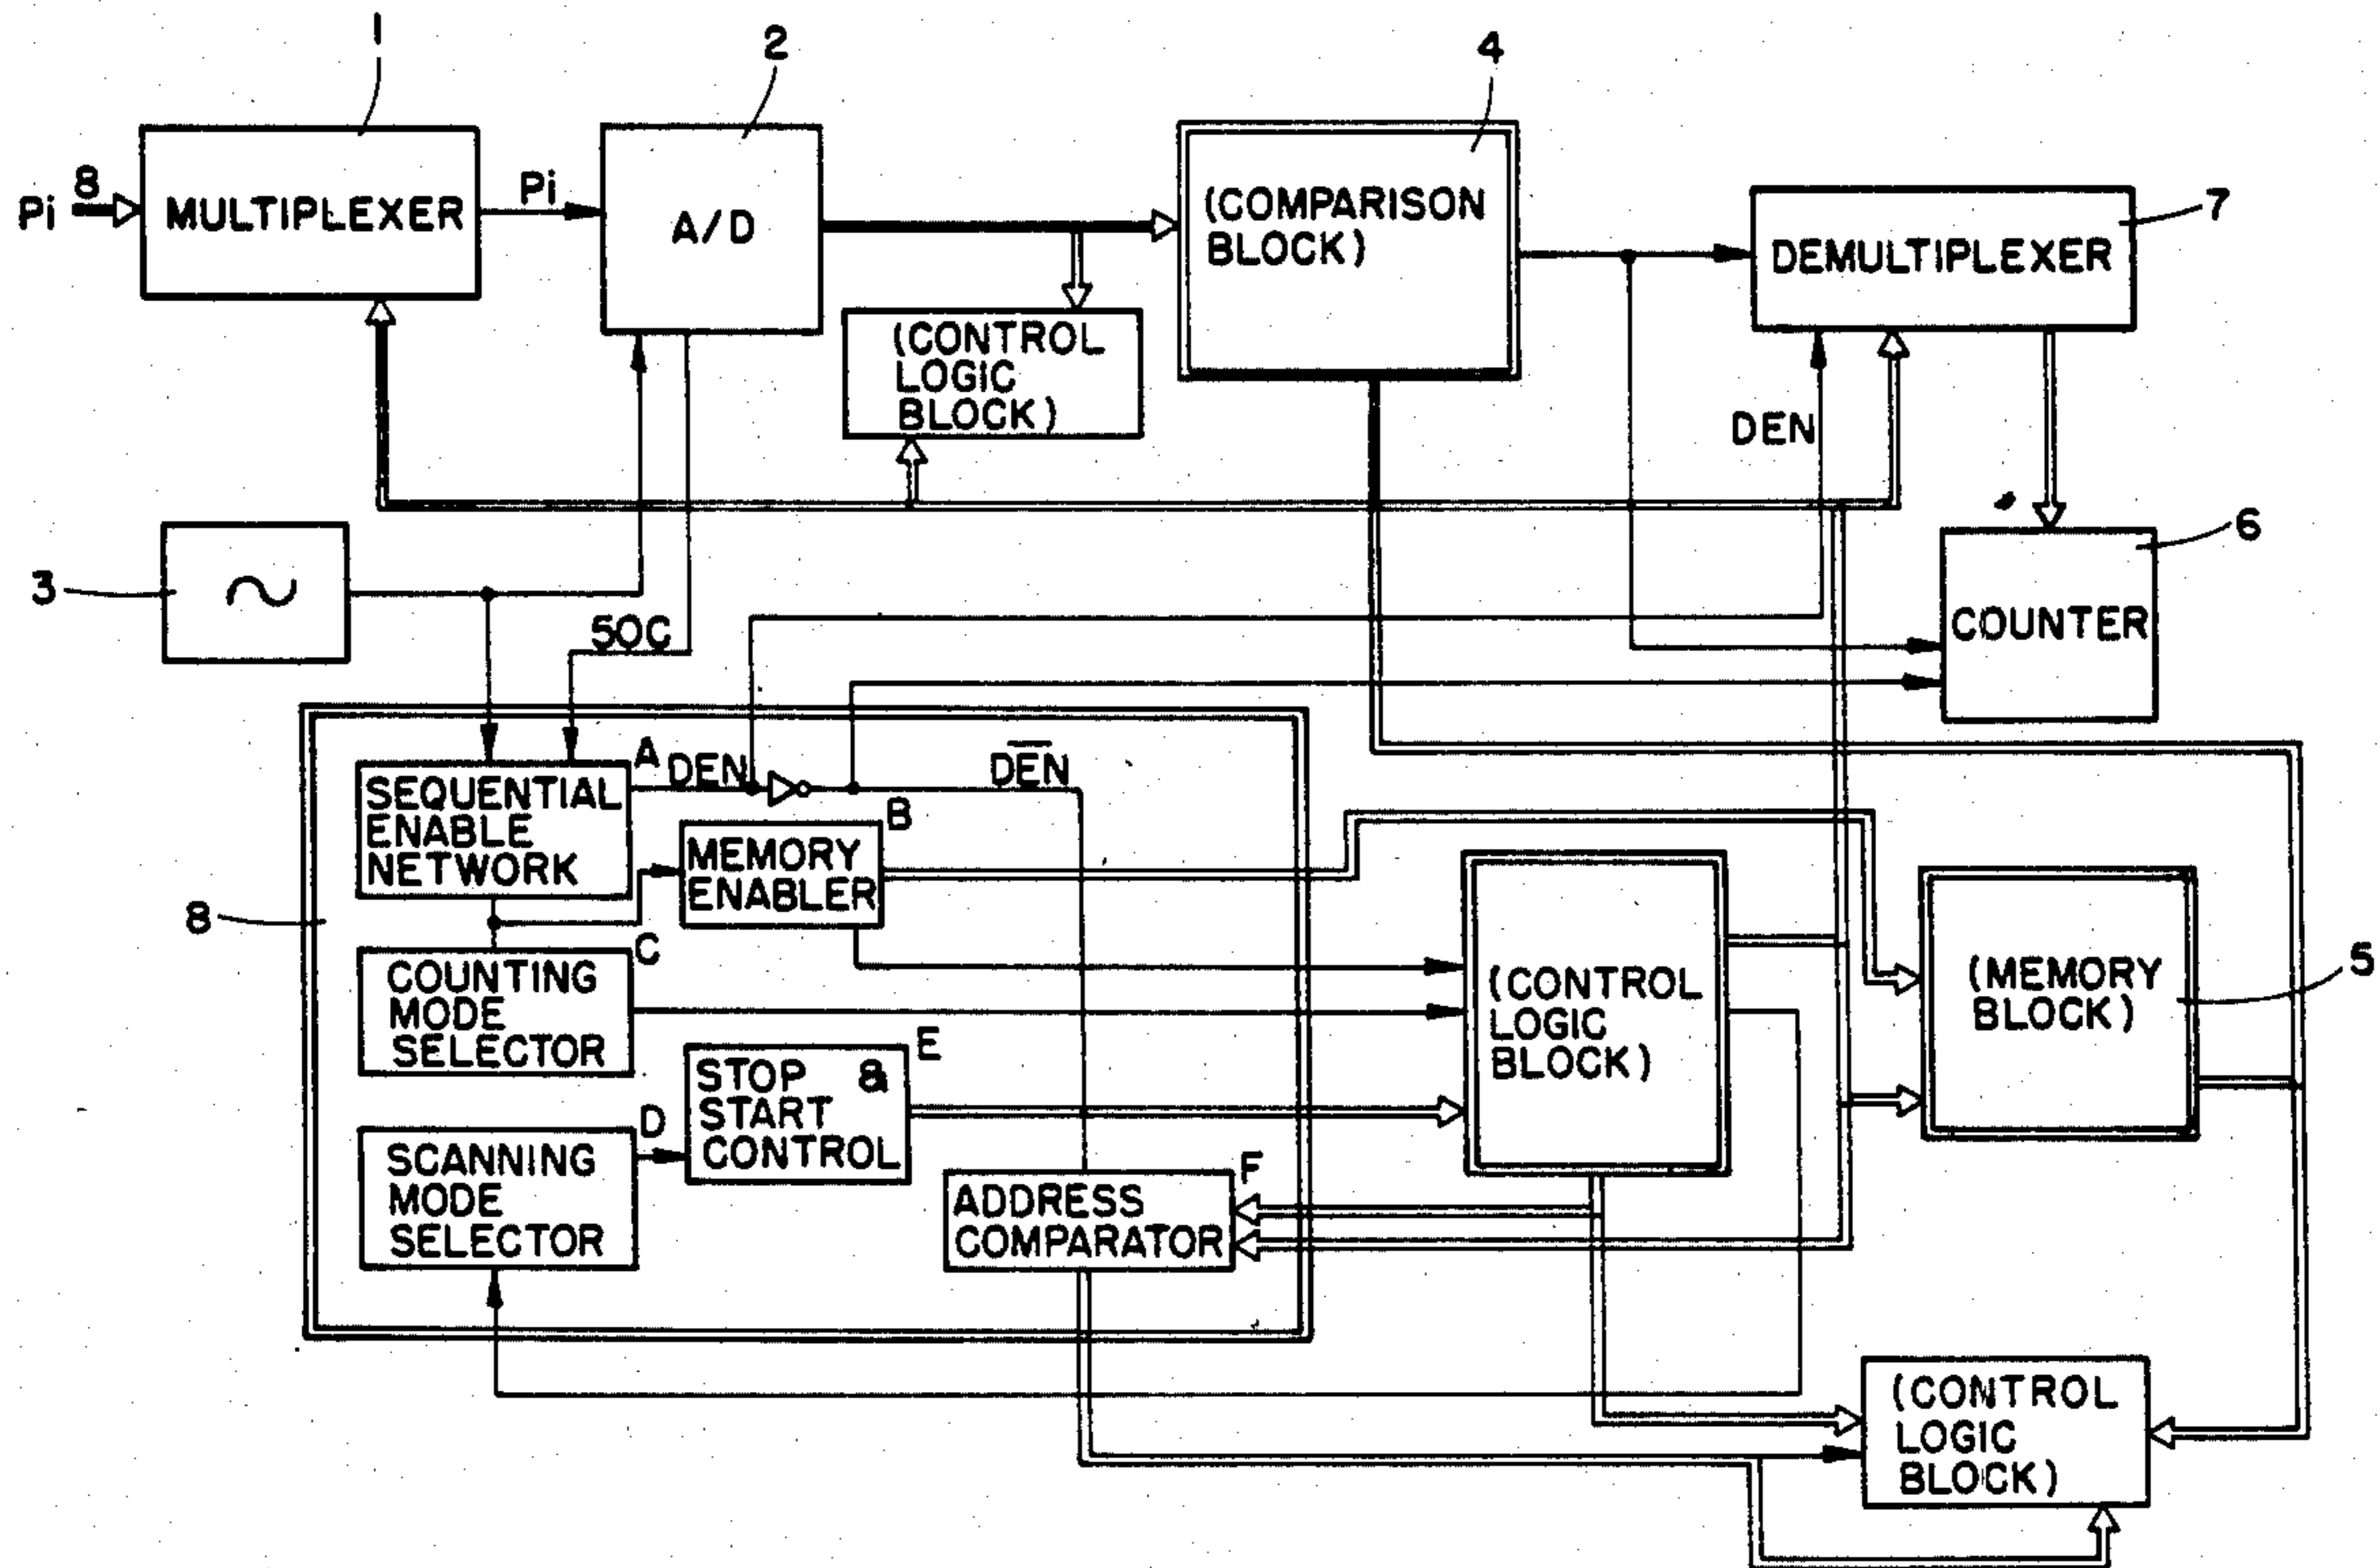 1
2
4
Pi 8
MULTIPLEXER
Pi
A/D
(COMPARISON
BLOCK)
7
DEMULTIPLEXER
(CONTROL
LOGIC
BLOCK)
DEN
3
~
SOC
6
COUNTER
8
A
DEN
DEN
SEQUENTIAL
ENABLE
NETWORK
B
MEMORY
ENABLER
C
COUNTING
MODE
SELECTOR
E
STOP &
START
CONTROL
D
SCANNING
MODE
SELECTOR
F
ADDRESS
COMPARATOR
(CONTROL
LOGIC
BLOCK)
(MEMORY
BLOCK)
5
(CONTROL
LOGIC
BLOCK)